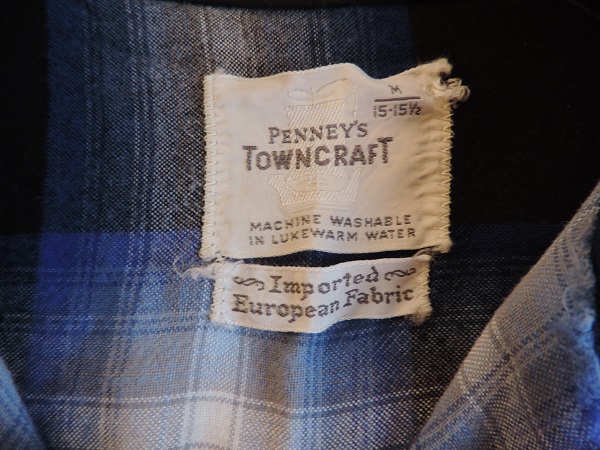 M
15-15½
PENNEY'S
TOWNCRAFT
MACHINE WASHABLE
IN LUKEWARM WATER
Imported
European Fabric